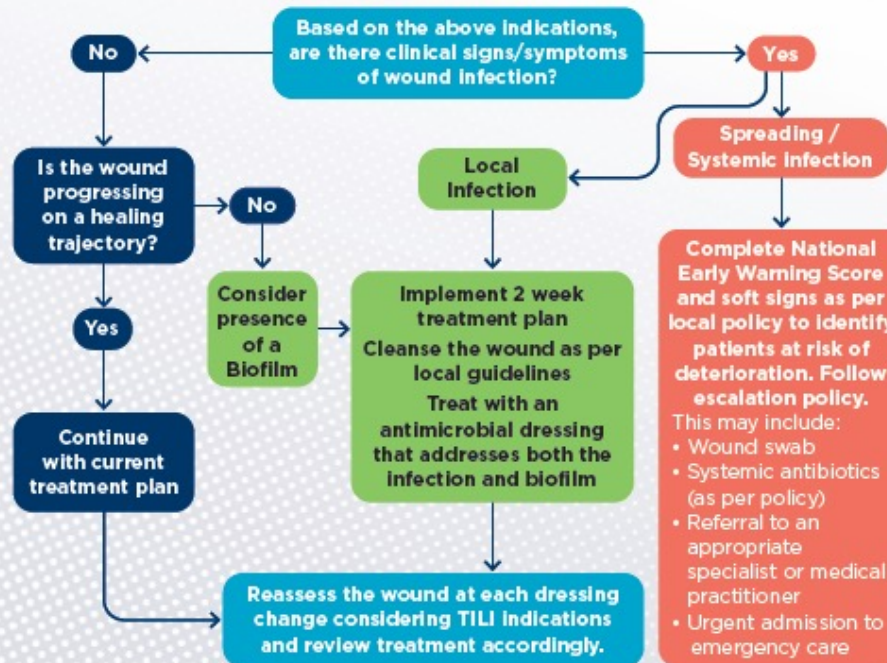 Based on the above indications,
are there clinical signs/symptoms
of wound infection?
No
Yes
Is the wound
progressing
on a healing
trajectory?
No
Yes
Continue
with current
treatment plan
Consider
presence
of a
Biofilm
Local
Infection
Implement 2 week
treatment plan
Cleanse the wound as per
local guidelines
Treat with an
antimicrobial dressing
that addresses both the
infection and biofilm
Spreading /
Systemic infection
Complete National
Early Warning Score
and soft signs as per
local policy to identify
patients at risk of
deterioration. Follow
escalation policy.
This may include:
• Wound swab
• Systemic antibiotics
(as per policy)
• Referral to an
appropriate
specialist or medical
practitioner
• Urgent admission to
emergency care
Reassess the wound at each dressing
change considering TILI indications
and review treatment accordingly.